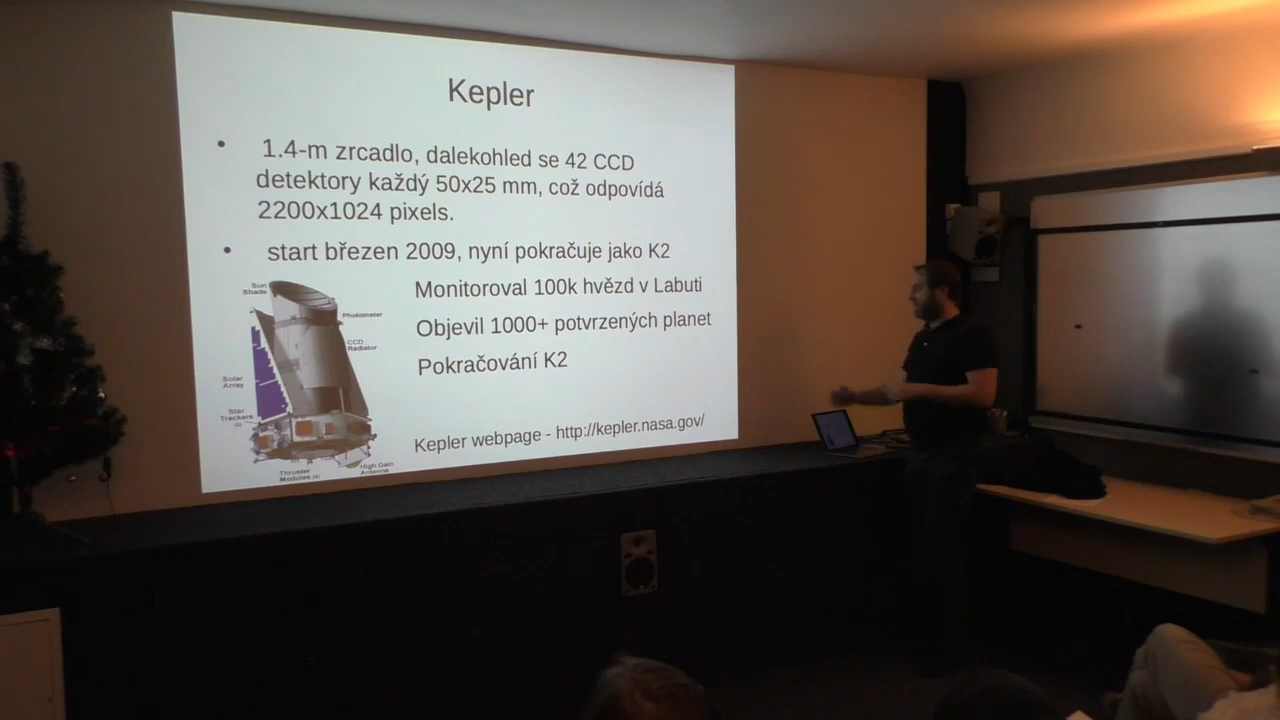 Kepler
• 1.4-m zrcadlo, dalekohled se 42 CCD
detektory každý 50x25 mm, což odpovídá
2200x1024 pixels.
• start březen 2009, nyní pokračuje jako K2
Monitoroval 100k hvězd v Labuti
Objevil 1000+ potvrzených planet
Pokračování K2
Kepler webpage - http://kepler.nasa.gov/
Sun
Shade
Photometer
CCD
Radiator
Solar
Array
Star
Trackers
(2)
Thruster
Modules (4)
High Gain
Antenna